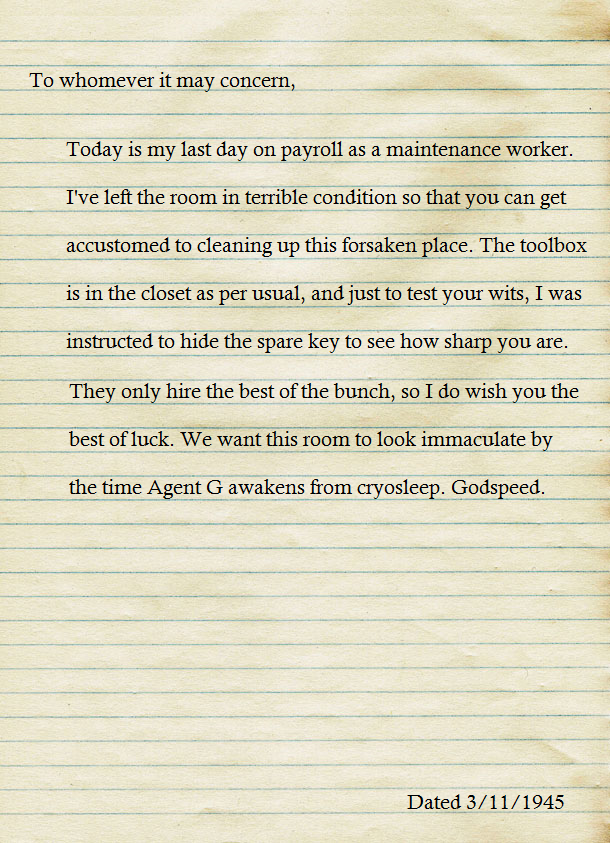 To whomever it may concern,
Today is my last day on payroll as a maintenance worker.
I've left the room in terrible condition so that you can get
accustomed to cleaning up this forsaken place. The toolbox
is in the closet as per usual, and just to test your wits, I was
instructed to hide the spare key to see how sharp you are.
They only hire the best of the bunch, so I do wish you the
best of luck. We want this room to look immaculate by
the time Agent G awakens from cryosleep. Godspeed.
Dated 3/11/1945